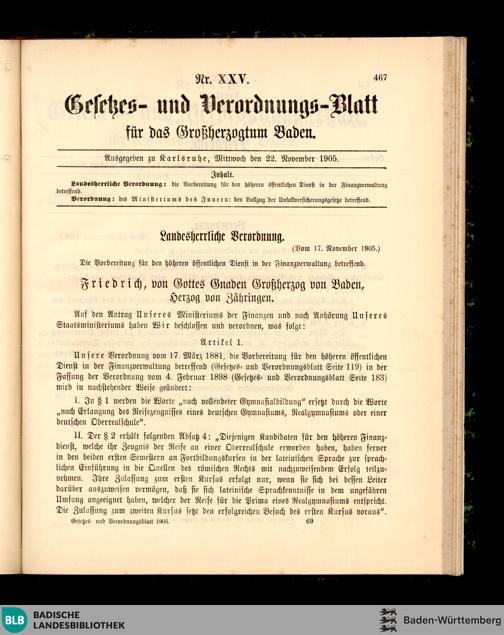 Nr. XXV. 467
Gesetzes- und Verordnungs-Blatt
für das Großherzogtum Baden.
Ausgegeben zu Karlsruhe, Mittwoch den 22. November 1905.
Inhalt.
Landesherrliche Verordnung: die Vorbereitung für den höheren öffentlichen Dienst in der Finanzverwaltung
betreffend.
Verordnung: des Ministeriums des Innern: den Vollzug der Unfallversicherungsgesetze betreffend.
Landesherrliche Verordnung.
(Vom 17. November 1905.)
Die Vorbereitung für den höheren öffentlichen Dienst in der Finanzverwaltung betreffend.
Friedrich, von Gottes Gnaden Großherzog von Baden,
Herzog von Zähringen.
Auf den Antrag Unseres Ministeriums der Finanzen und nach Anhörung Unseres
Staatsministeriums haben Wir beschlossen und verordnen, was folgt:
Artikel 1.
Unsere Verordnung vom 17. März 1881, die Vorbereitung für den höheren öffentlichen
Dienst in der Finanzverwaltung betreffend (Gesetzes- und Verordnungsblatt Seite 119) in der
Fassung der Verordnung vom 4. Februar 1898 (Gesetzes- und Verordnungsblatt Seite 183)
wird in nachstehender Weise geändert:
I. In § 1 werden die Worte „nach vollendeter Gymnasialbildung" ersetzt durch die Worte
„nach Erlangung des Reifezeugnisses eines deutschen Gymnasiums, Realgymnasiums oder einer
deutschen Oberrealschule".
II. Der § 2 erhält folgenden Absatz 4: „Diejenigen Kandidaten für den höheren Finanz-
dienst, welche ihr Zeugnis der Reife an einer Oberrealschule erworben haben, haben ferner
in den beiden ersten Semestern an Fortbildungskursen in der lateinischen Sprache zur sprach-
lichen Einführung in die Quellen des römischen Rechts mit nachzuweisendem Erfolg teilzu-
nehmen. Ihre Zulassung zum ersten Kursus erfolgt nur, wenn sie sich bei dessen Leiter
darüber auszuweisen vermögen, daß sie sich lateinische Sprachkenntnisse in dem ungefähren
Umfang angeeignet haben, welcher der Reife für die Prima eines Realgymnasiums entspricht.
Die Zulassung zum zweiten Kursus setzt den erfolgreichen Besuch des ersten Kursus voraus".
Gesetzes und Verordnungsblatt 1905. 69
BLB BADISCHE
LANDESBIBLIOTHEK
Baden-Württemberg